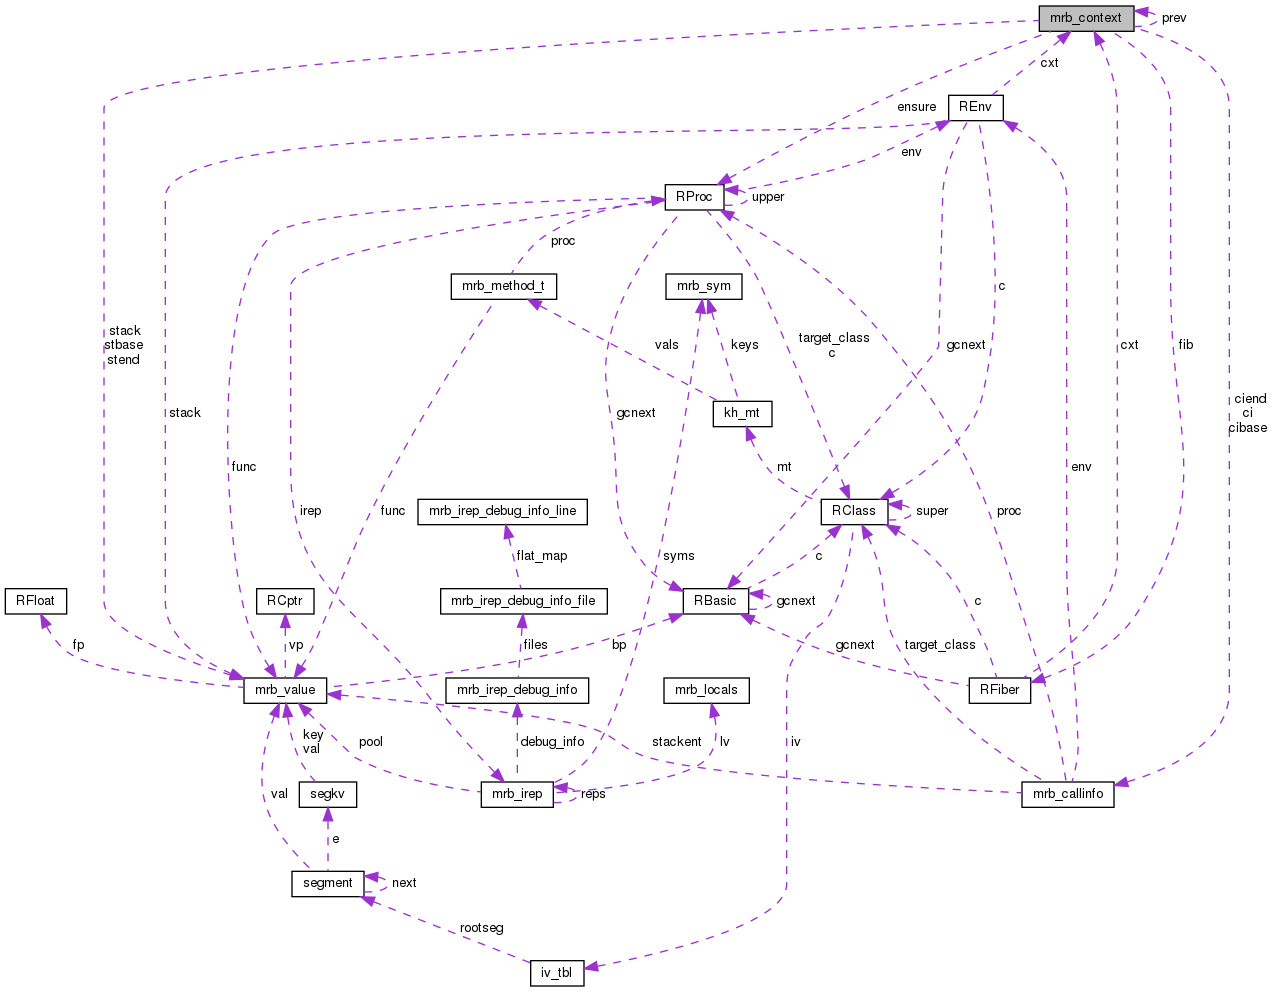 mrb_context
prev
cxt
ensure
REnv
env
RProc
upper
proc
mrb_method_t
mrb_sym
c
stack
stbase
stend
vals
keys
target_class
c
gcnext
cxt
fib
stack
gcnext
kh_mt
ciend
ci
cibase
func
mt
env
irep
func
mrb_irep_debug_info_line
RClass
super
proc
flat_map
syms
c
RFloat
RCptr
mrb_irep_debug_info_file
RBasic
gcnext
c
fp
vp
files
bp
gcnext
target_class
mrb_value
mrb_irep_debug_info
mrb_locals
RFiber
key
val
pool
debug_info
lv
stackent
iv
val
segkv
mrb_irep
reps
mrb_callinfo
e
segment
next
rootseg
iv_tbl